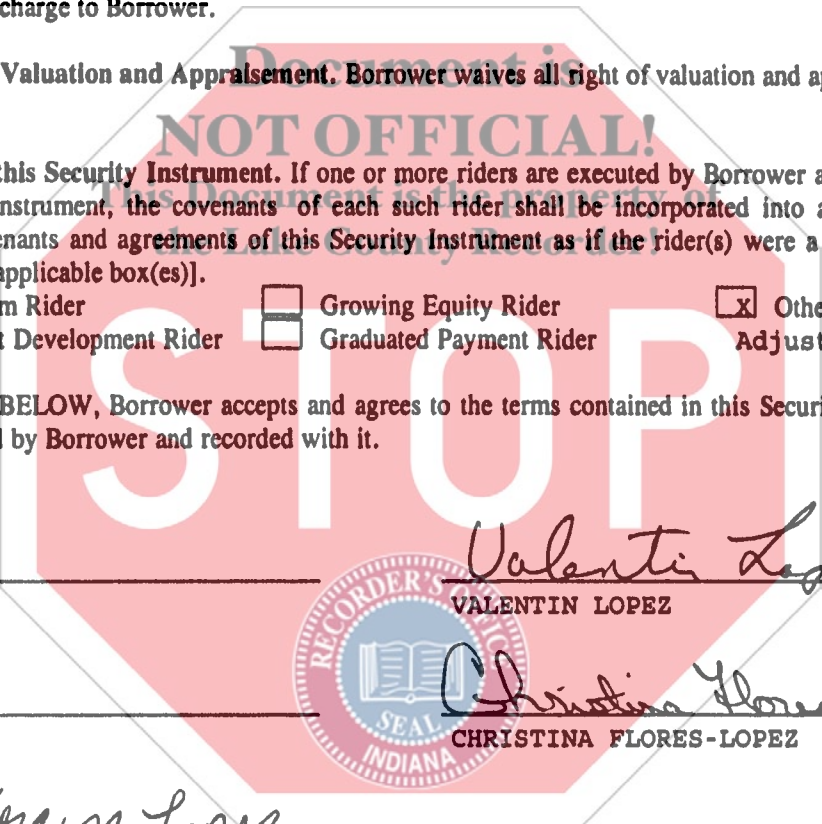 charge to Borrower.
Valuation and Appraisement. Borrower waives all right of valuation and
Document is
NOT OFFICIAL!
this Security Instrument. If one or more riders are executed by Borrower
This Document is the property of
nstrument, the covenants of each such rider shall be incorporated into
enants and agreements of this Security Instrument as if the rider(s) were a
the Lake County Recorder!
applicable box(es)].
m Rider Growing Equity Rider x Othe
t Development Rider Graduated Payment Rider Adjust
STOP
BELOW, Borrower accepts and agrees to the terms contained in this Securi
by Borrower and recorded with it.
Valentin Lop
VALENTIN LOPEZ
RECORDER'S OFFICE
SEAL
INDIANA
Christina Flores
CHRISTINA FLORES-LOPEZ